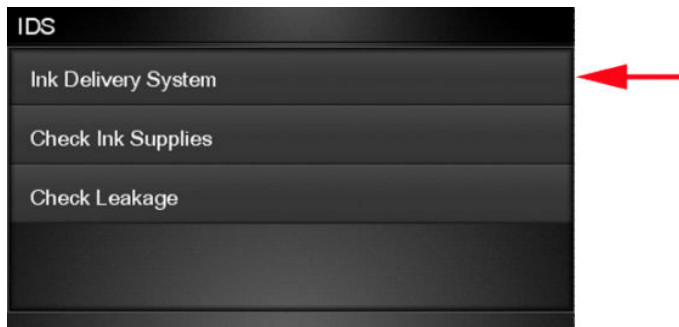 IDS
Ink Delivery System
Check Ink Supplies
Check Leakage